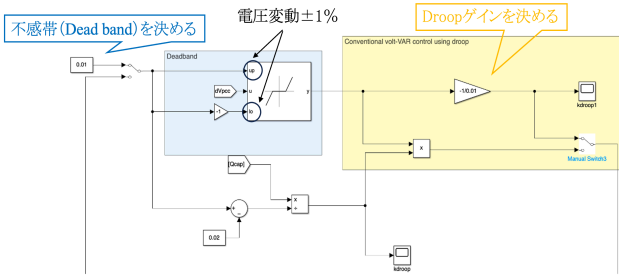 不感帯(Dead band)を決める
電圧変動±1%
Droopゲインを決める
Deadband
Conventional volt-VAR control using droop
0.01
up
dVpcc
u
y
-1
lo
-1/0.01
kdroop1
x
Manual Switch3
[Qcap]
x
÷
+
−
0.02
kdroop